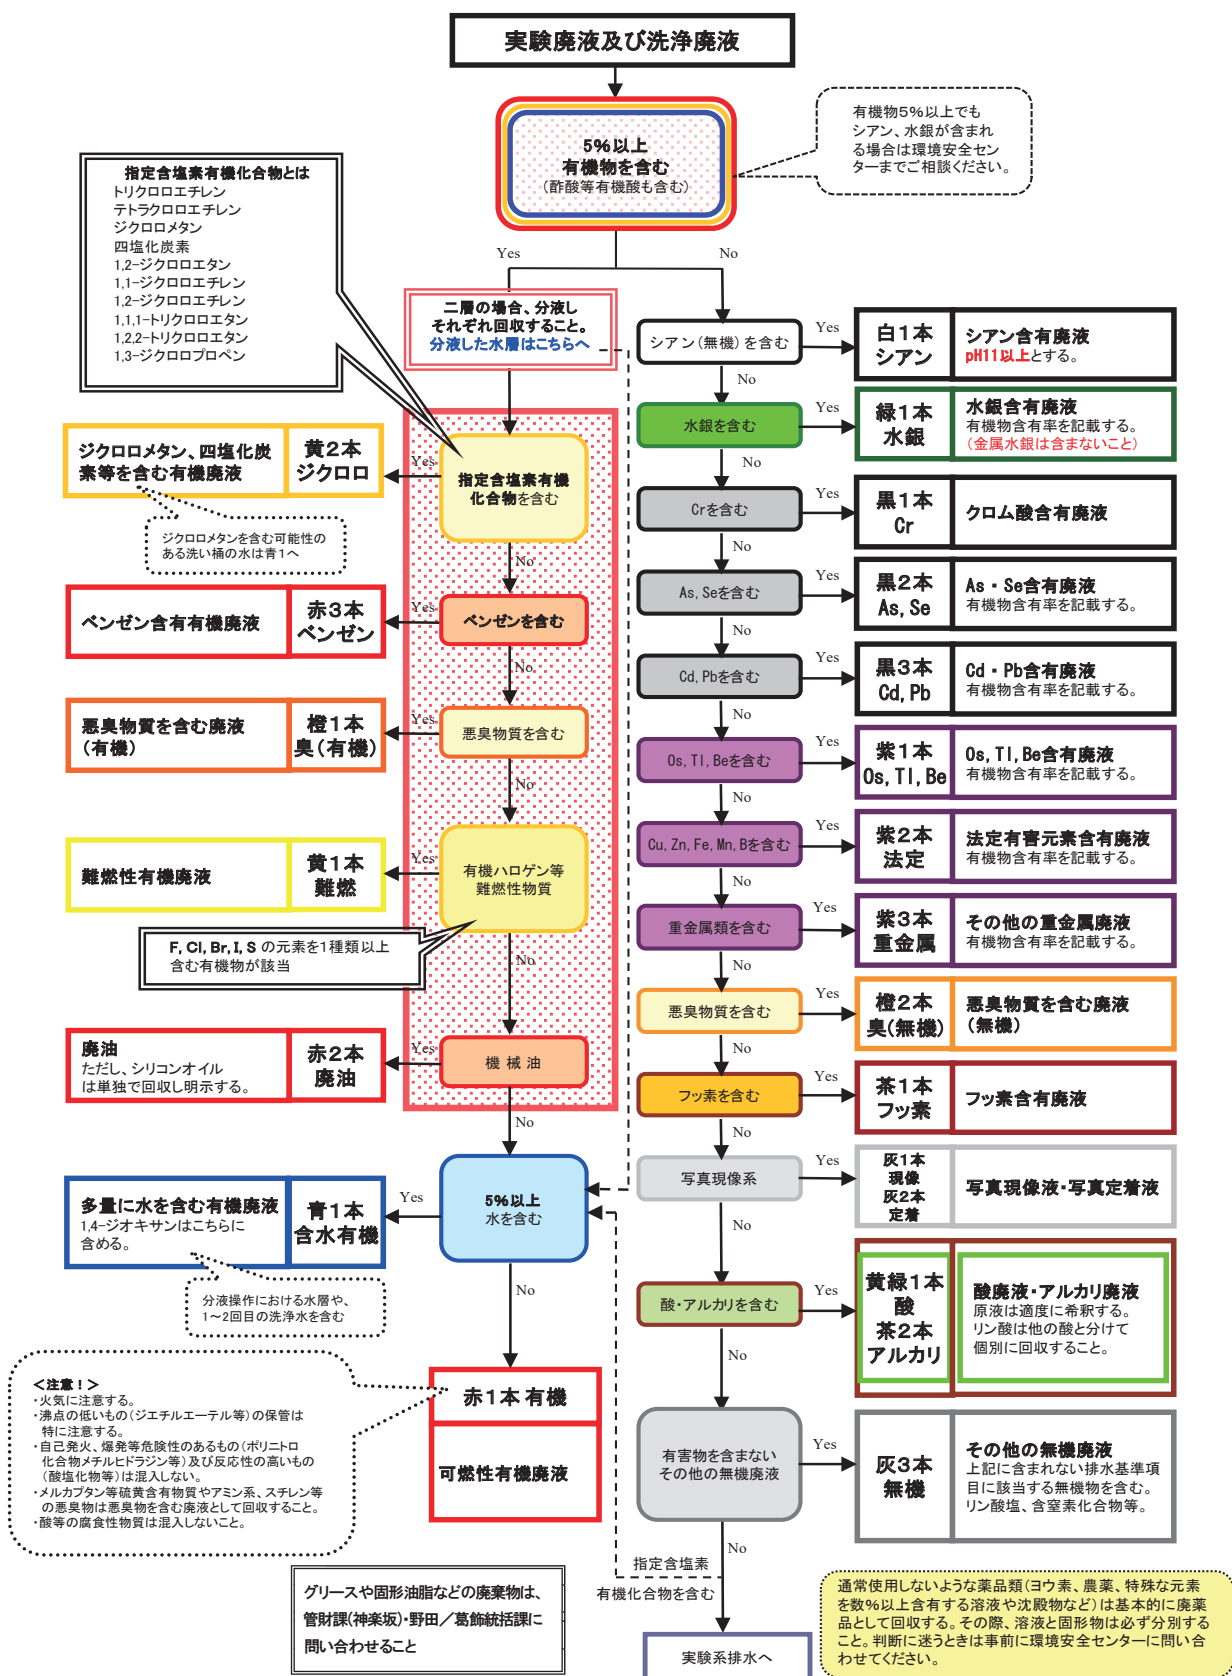 実験廃液及び洗浄廃液
5%以上
有機物を含む
(酢酸等有機酸も含む)
有機物5%以上でも
シアン、水銀が含まれ
る場合は環境安全セン
ターまでご相談ください。
指定含塩素有機化合物とは
トリクロロエチレン
テトラクロロエチレン
ジクロロメタン
四塩化炭素
1,2-ジクロロエタン
1,1-ジクロロエチレン
1,2-ジクロロエチレン
1,1,1-トリクロロエタン
1,2,2-トリクロロエタン
1,3-ジクロロプロペン
Yes
No
二層の場合、分液し
それぞれ回収すること。
分液した水層はこちらへ
指定含塩素有機
化合物を含む
Yes
黄2本
ジクロロ
ジクロロメタン、四塩化炭
素等を含む有機廃液
ジクロロメタンを含む可能性の
ある洗い桶の水は青1へ
No
ベンゼンを含む
Yes
赤3本
ベンゼン
ベンゼン含有有機廃液
No
悪臭物質を含む
Yes
橙1本
臭(有機)
悪臭物質を含む廃液
(有機)
No
有機ハロゲン等
難燃性物質
Yes
黄1本
難燃
難燃性有機廃液
F, Cl, Br, I, S の元素を1種類以上
含む有機物が該当
No
機 械 油
Yes
赤2本
廃油
廃油
ただし、シリコンオイル
は単独で回収し明示する。
No
5%以上
水を含む
Yes
青1本
含水有機
多量に水を含む有機廃液
1,4-ジオキサンはこちらに
含める。
分液操作における水層や、
1～2回目の洗浄水を含む
No
赤1本 有機
可燃性有機廃液
＜注意！＞
・火気に注意する。
・沸点の低いもの(ジエチルエーテル等)の保管は
特に注意する。
・自己発火、爆発等危険性のあるもの(ポリニトロ
化合物メチルヒドラジン等)及び反応性の高いもの
(酸塩化物等)は混入しない。
・メルカプタン等硫黄含有物質やアミン系、スチレン等
の悪臭物は悪臭物を含む廃液として回収すること。
・酸等の腐食性物質は混入しないこと。
グリースや固形油脂などの廃棄物は、
管財課(神楽坂)・野田／葛飾統括課に
問い合わせること
シアン(無機)を含む
Yes
白1本
シアン
シアン含有廃液
pH11以上とする。
No
水銀を含む
Yes
緑1本
水銀
水銀含有廃液
有機物含有率を記載する。
(金属水銀は含まないこと)
No
Crを含む
Yes
黒1本
Cr
クロム酸含有廃液
No
As, Seを含む
Yes
黒2本
As, Se
As・Se含有廃液
有機物含有率を記載する。
No
Cd, Pbを含む
Yes
黒3本
Cd, Pb
Cd・Pb含有廃液
有機物含有率を記載する。
No
Os, Tl, Beを含む
Yes
紫1本
Os, Tl, Be
Os, Tl, Be含有廃液
有機物含有率を記載する。
No
Cu, Zn, Fe, Mn, Bを含む
Yes
紫2本
法定
法定有害元素含有廃液
有機物含有率を記載する。
No
重金属類を含む
Yes
紫3本
重金属
その他の重金属廃液
有機物含有率を記載する。
No
悪臭物質を含む
Yes
橙2本
臭(無機)
悪臭物質を含む廃液
(無機)
No
フッ素を含む
Yes
茶1本
フッ素
フッ素含有廃液
No
写真現像系
Yes
灰1本
現像
灰2本
定着
写真現像液・写真定着液
No
酸・アルカリを含む
Yes
黄緑1本
酸
茶2本
アルカリ
酸廃液・アルカリ廃液
原液は適度に希釈する。
リン酸は他の酸と分けて
個別に回収すること。
No
有害物を含まない
その他の無機廃液
Yes
灰3本
無機
その他の無機廃液
上記に含まれない排水基準項
目に該当する無機物を含む。
リン酸塩、含窒素化合物等。
No
指定含塩素
有機化合物を含む
実験系排水へ
通常使用しないような薬品類(ヨウ素、農薬、特殊な元素
を数%以上含有する溶液や沈殿物など)は基本的に廃薬
品として回収する。その際、溶液と固形物は必ず分別する
こと。判断に迷うときは事前に環境安全センターに問い合
わせてください。